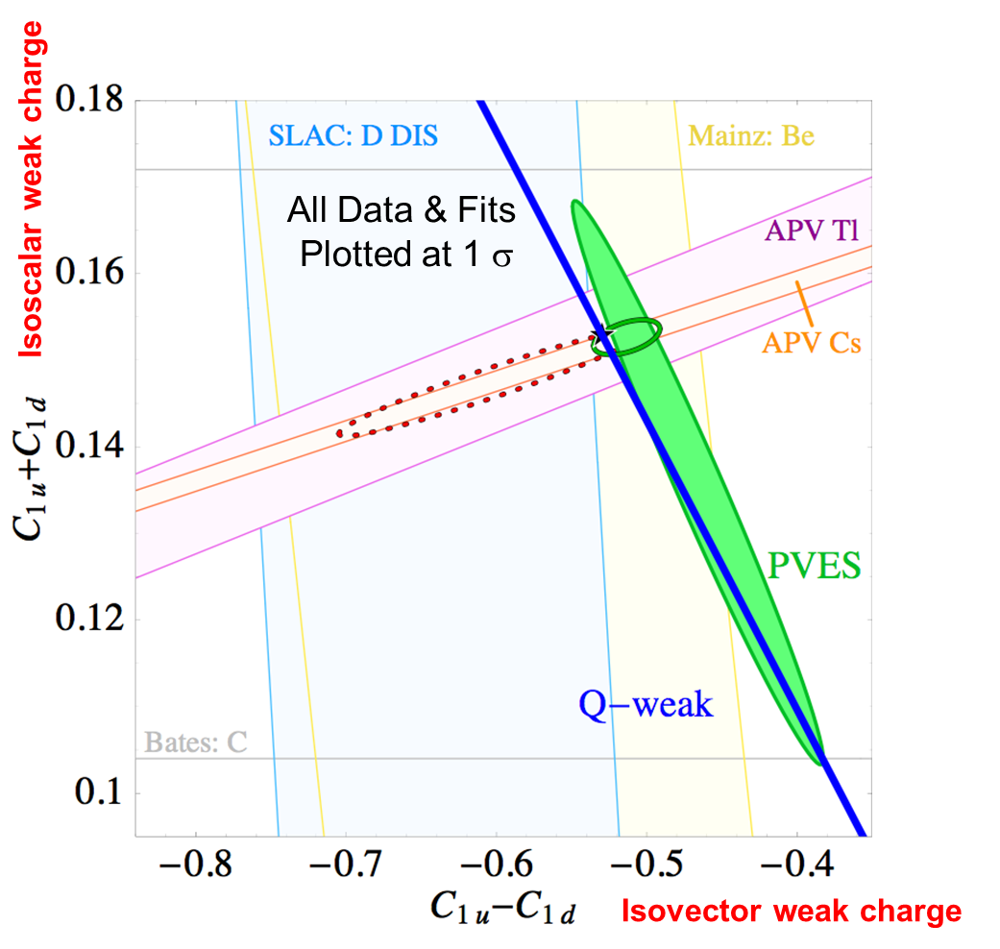 Isoscalar weak charge
C1u+C1d
0.18
0.16
0.14
0.12
0.1
SLAC: D DIS
Mainz: Be
All Data & Fits
Plotted at 1 σ
APV Tl
APV Cs
PVES
Q−weak
Bates: C
−0.8
−0.7
−0.6
−0.5
−0.4
C1u−C1d
Isovector weak charge